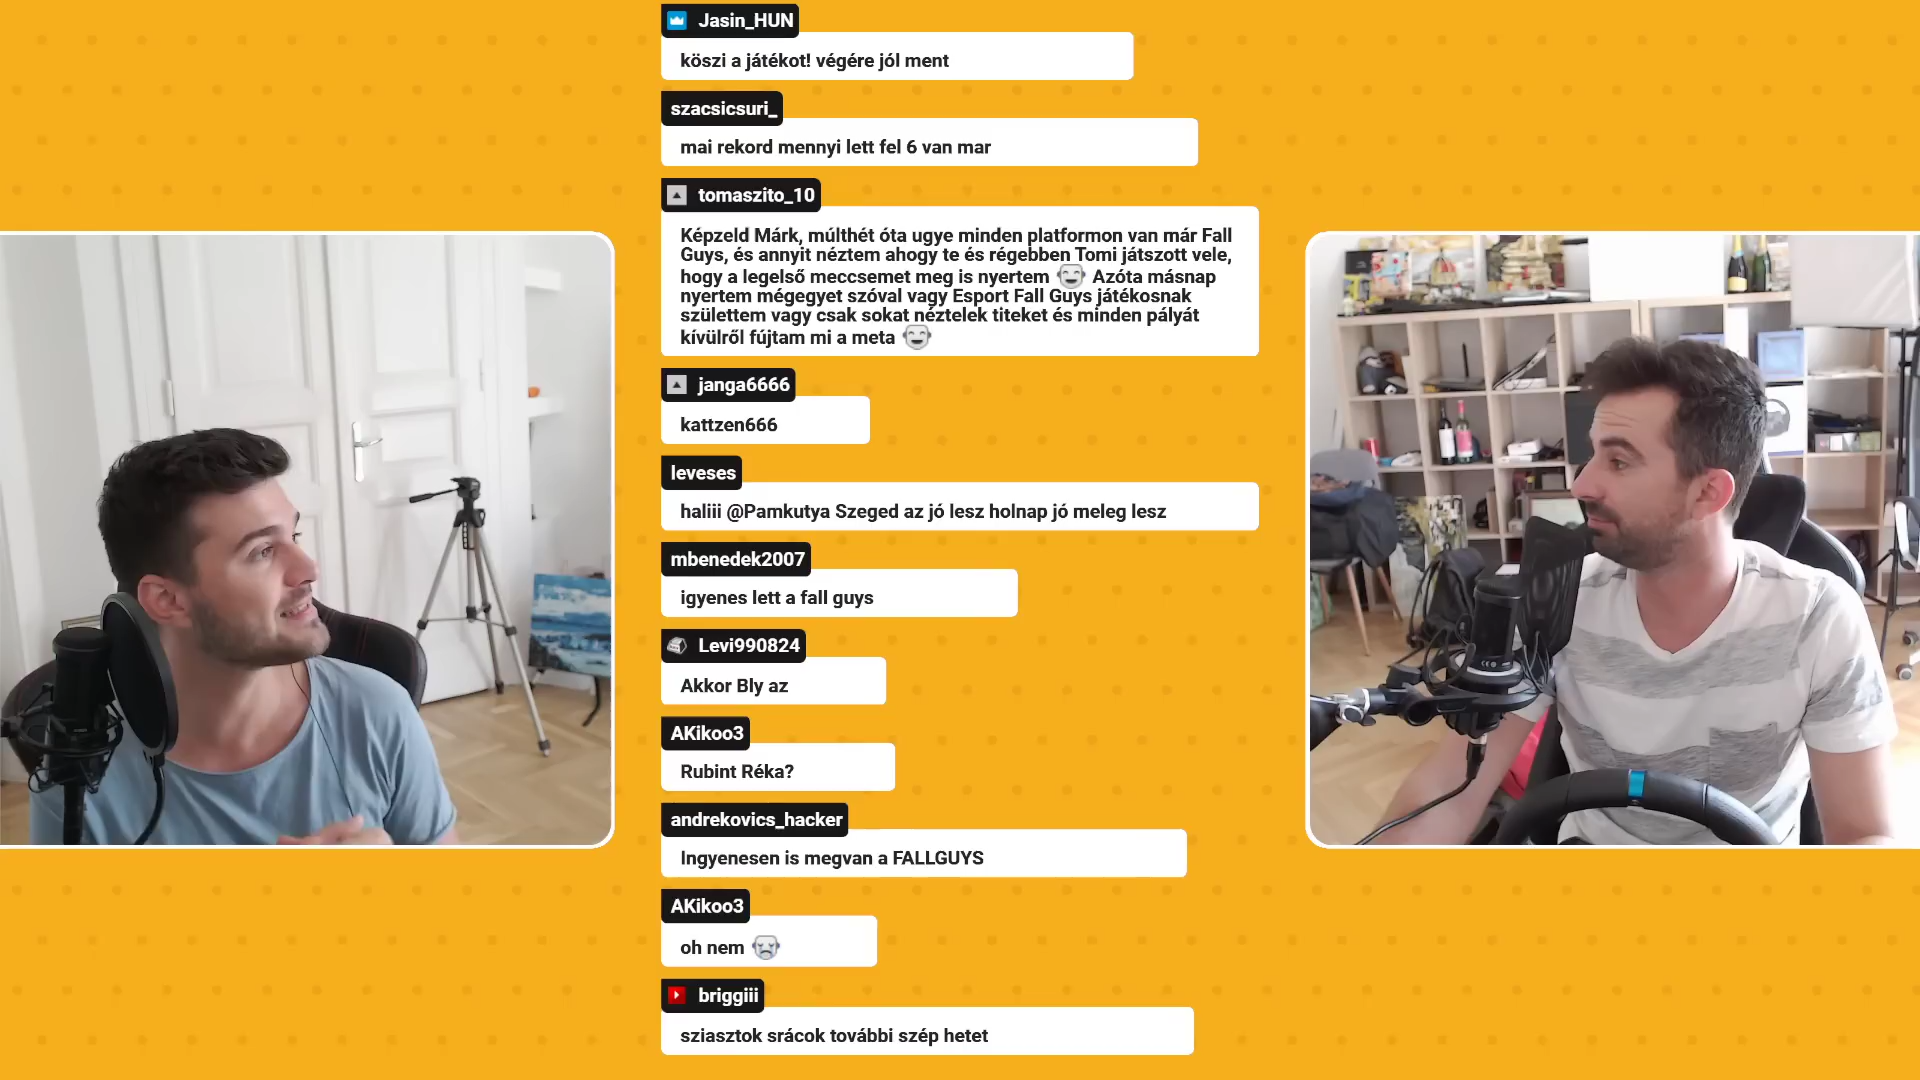 Jasin_HUN
köszi a játékot! végére jól ment
szacsicsuri_
mai rekord mennyi lett fel 6 van mar
tomaszito_10
Képzeld Márk, múlthét óta ugye minden platformon van már Fall
Guys, és annyit néztem ahogy te és régebben Tomi játszott vele,
hogy a legelső meccsemet meg is nyertem Azóta másnap
nyertem mégegyet szóval vagy Esport Fall Guys játékosnak
születtem vagy csak sokat néztelek titeket és minden pályát
kívülről fújtam mi a meta
janga6666
kattzen666
leveses
haliii @Pamkutya Szeged az jó lesz holnap jó meleg lesz
mbenedek2007
igyenes lett a fall guys
Levi990824
Akkor Bly az
AKikoo3
Rubint Réka?
andrekovics_hacker
Ingyenesen is megvan a FALLGUYS
AKikoo3
oh nem
briggiii
sziasztok srácok további szép hetet